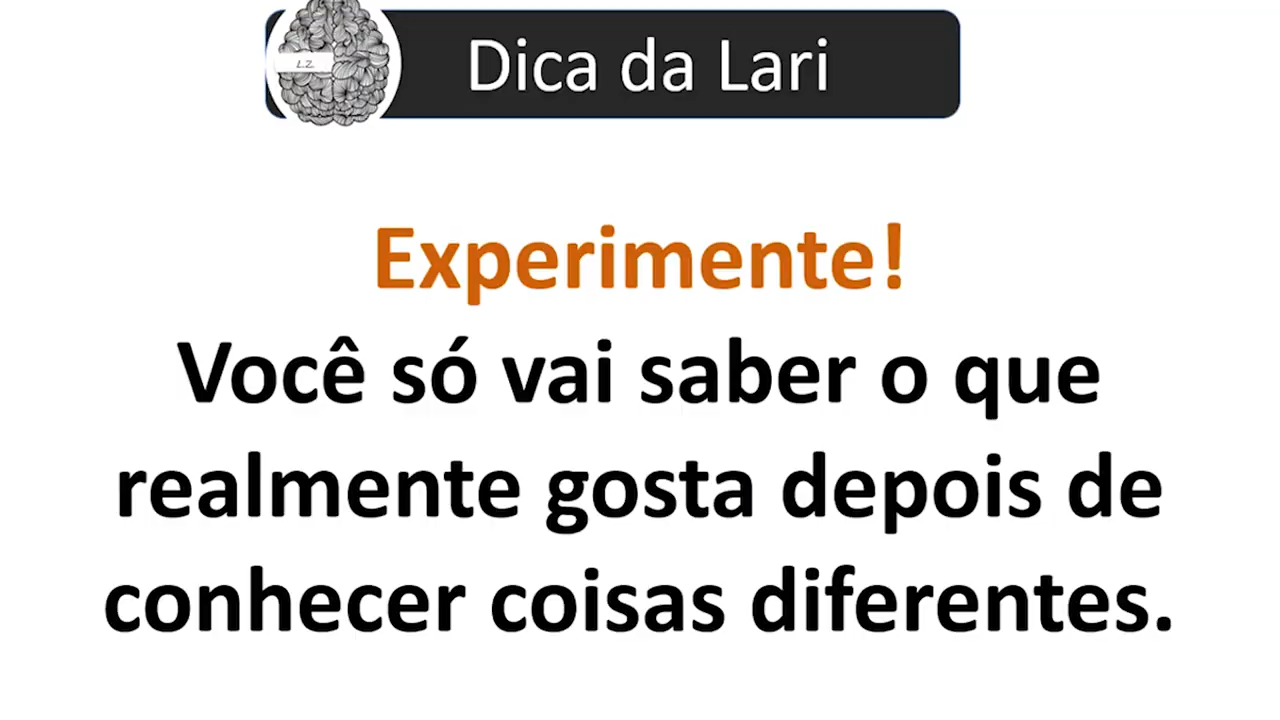 L.Z.
Dica da Lari
Experimente!
Você só vai saber o que
realmente gosta depois de
conhecer coisas diferentes.